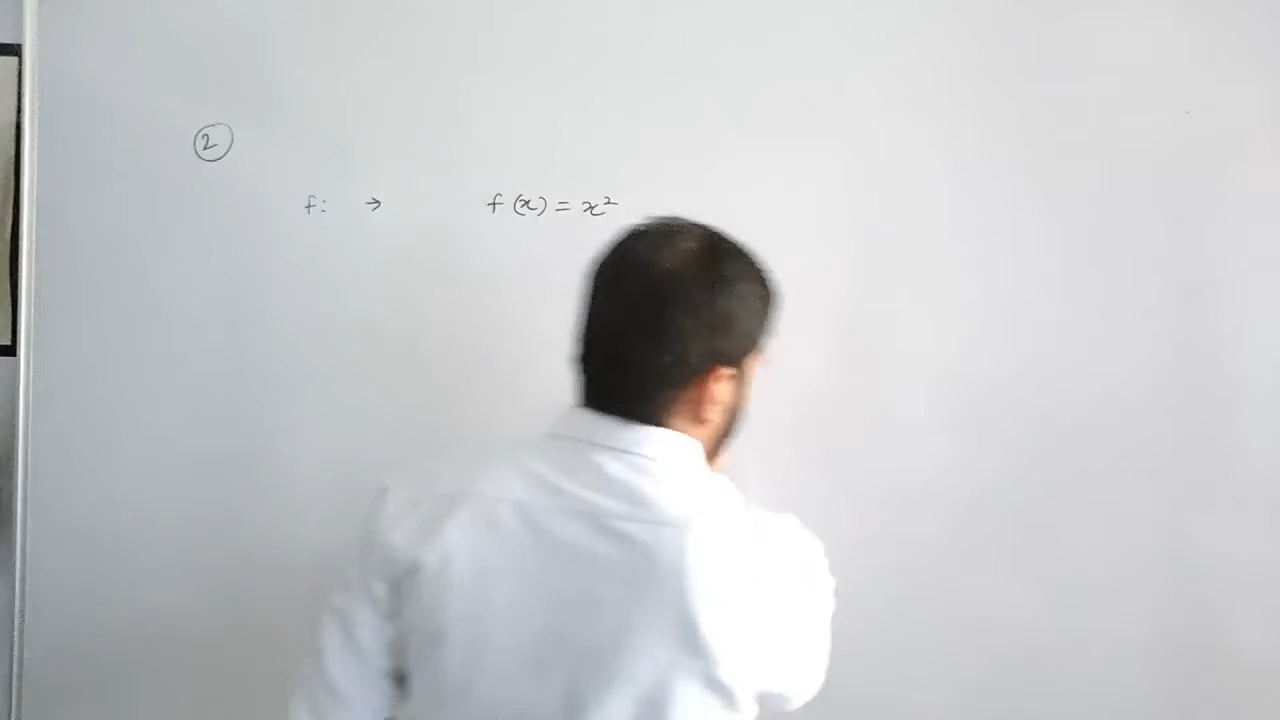 ②
f: → f(x) = x²